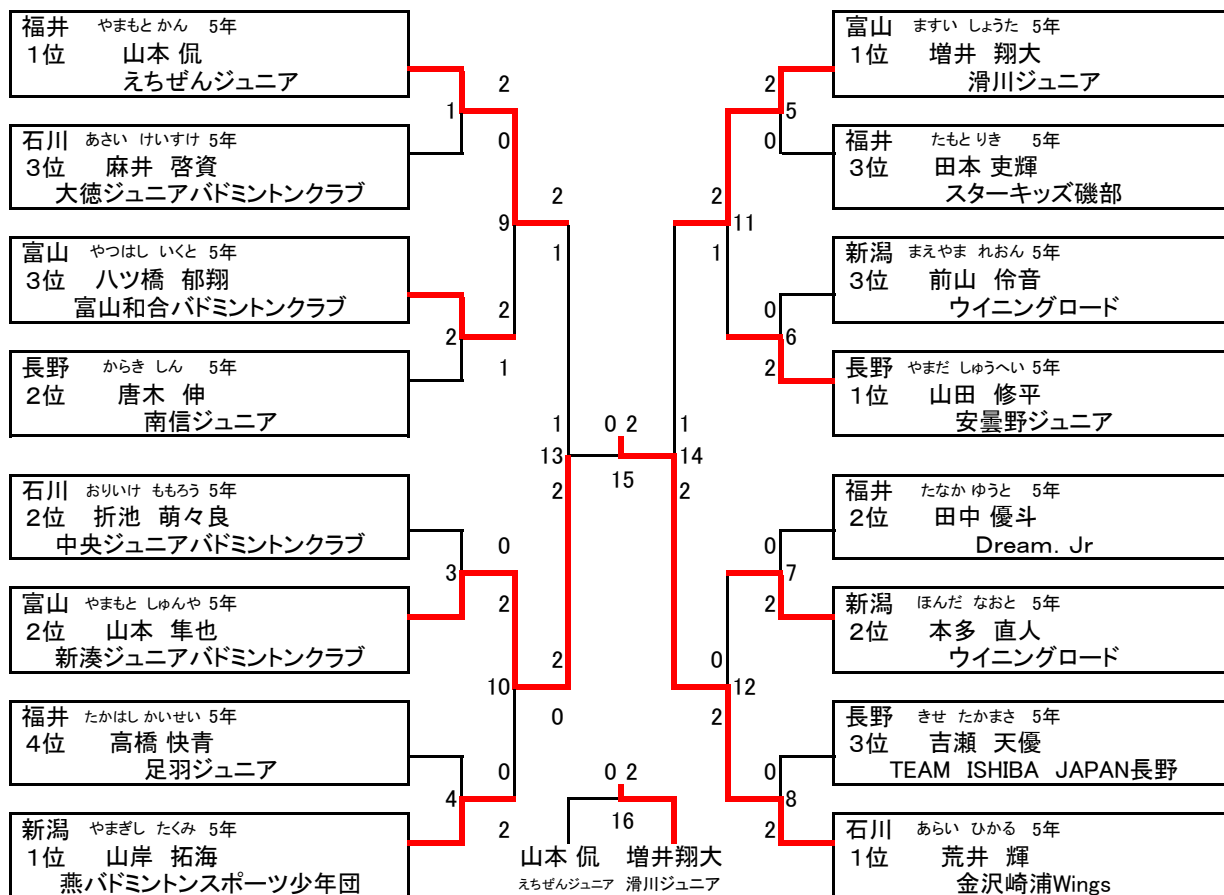 福井 やまもと かん 5年
1位 山本 侃
えちぜんジュニア
2
1
0
石川 あさい けいすけ 5年
3位 麻井 啓資
大徳ジュニアバドミントンクラブ
2
9
1
富山 やつはし いくと 5年
3位 八ツ橋 郁翔
富山和合バドミントンクラブ
2
2
1
長野 からき しん 5年
2位 唐木 伸
南信ジュニア
1
13
2
石川 おりいけ ももろう 5年
2位 折池 萌々良
中央ジュニアバドミントンクラブ
0
3
2
富山 やまもと しゅんや 5年
2位 山本 隼也
新湊ジュニアバドミントンクラブ
2
10
0
福井 たかはし かいせい 5年
4位 高橋 快青
足羽ジュニア
0
4
2
新潟 やまぎし たくみ 5年
1位 山岸 拓海
燕バドミントンスポーツ少年団
0 2
15
0 2
16
山本 侃 増井翔大
えちぜんジュニア 滑川ジュニア
富山 ますい しょうた 5年
1位 増井 翔大
滑川ジュニア
2
5
0
福井 たもと りき 5年
3位 田本 吏輝
スターキッズ磯部
2
11
1
新潟 まえやま れおん 5年
3位 前山 伶音
ウイニングロード
0
6
2
長野 やまだ しゅうへい 5年
1位 山田 修平
安曇野ジュニア
1
14
2
福井 たなか ゆうと 5年
2位 田中 優斗
Dream. Jr
0
7
2
新潟 ほんだ なおと 5年
2位 本多 直人
ウイニングロード
0
12
2
長野 きせ たかまさ 5年
3位 吉瀬 天優
TEAM ISHIBA JAPAN長野
0
8
2
石川 あらい ひかる 5年
1位 荒井 輝
金沢崎浦Wings